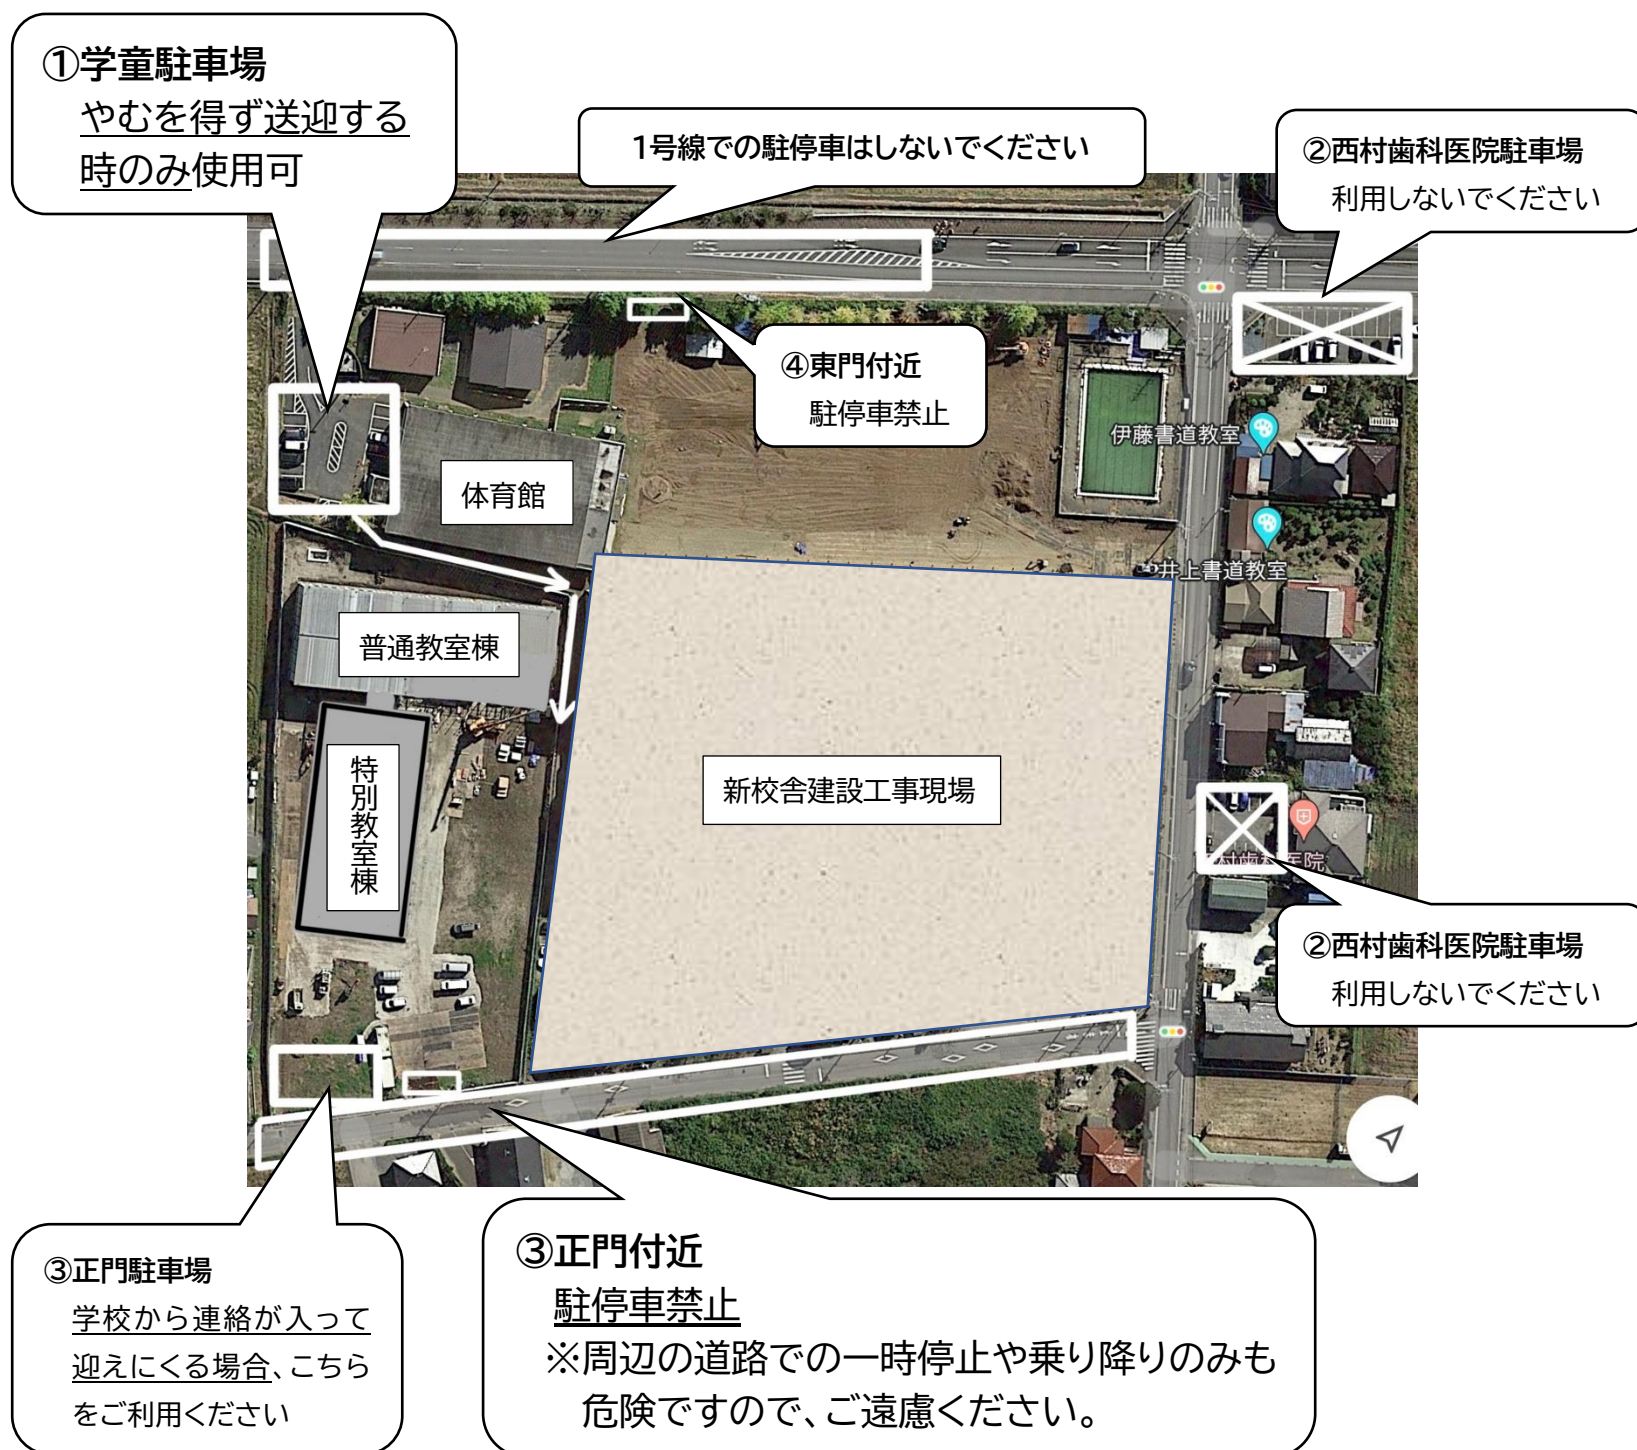 ①学童駐車場
やむを得ず送迎する
時のみ使用可
1号線での駐停車はしないでください
②西村歯科医院駐車場
利用しないでください
④東門付近
駐停車禁止
伊藤書道教室
体育館
井上書道教室
普通教室棟
特別教室棟
新校舎建設工事現場
村歯科医院
②西村歯科医院駐車場
利用しないでください
③正門駐車場
学校から連絡が入って
迎えにくる場合、こちら
をご利用ください
③正門付近
駐停車禁止
※周辺の道路での一時停止や乗り降りのみも
危険ですので、ご遠慮ください。